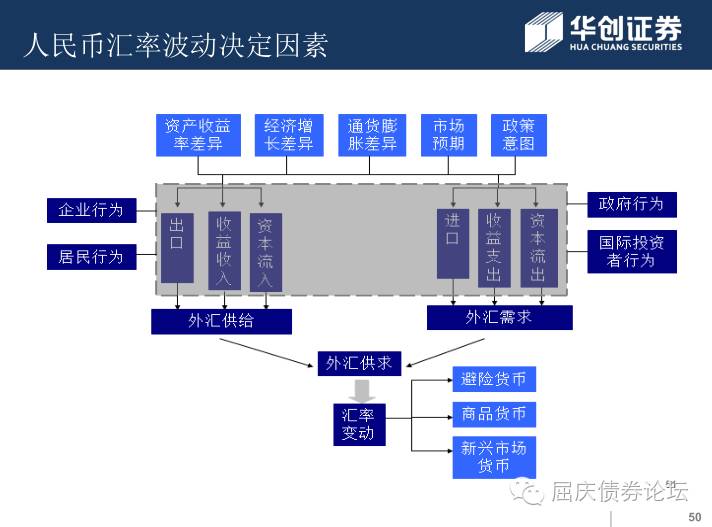 人民币汇率波动决定因素
华创证券
HUA CHUANG SECURITIES
资产收益
率差异
经济增
长差异
通货膨
胀差异
市场
预期
政策
意图
企业行为
居民行为
出口
收益收入
资本流入
进口
收益支出
资本流出
政府行为
国际投资
者行为
外汇供给
外汇需求
外汇供求
汇率
变动
避险货币
商品货币
新兴市场
货币
屈庆债券论坛
50